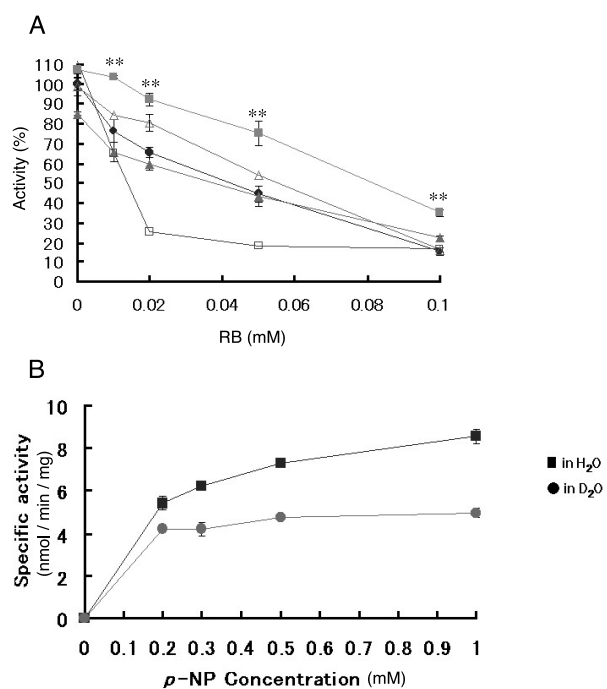 A
110
100
90
80
70
60
50
40
30
20
10
0
Activity (%)
**
**
**
**
0 0.02 0.04 0.06 0.08 0.1
RB (mM)
B
10
8
6
4
2
0
Specific activity
(nmol / min / mg)
in H₂O
in D₂O
0 0.1 0.2 0.3 0.4 0.5 0.6 0.7 0.8 0.9 1
p-NP Concentration (mM)